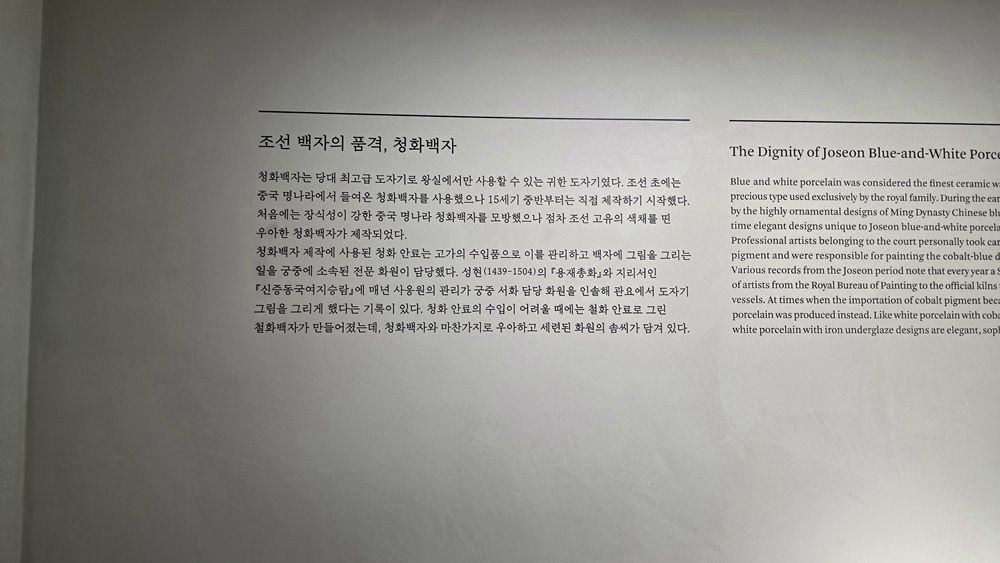 조선 백자의 품격, 청화백자
청화백자는 당대 최고급 도자기로 왕실에서만 사용할 수 있는 귀한 도자기였다. 조선 초에는
중국 명나라에서 들여온 청화백자를 사용했으나 15세기 중반부터는 직접 제작하기 시작했다.
처음에는 장식성이 강한 중국 명나라 청화백자를 모방했으나 점차 조선 고유의 색채를 띤
우아한 청화백자가 제작되었다.
청화백자 제작에 사용된 청화 안료는 고가의 수입품으로 이를 관리하고 백자에 그림을 그리는
일을 궁중에 소속된 전문 화원이 담당했다. 성현(1439-1504)의 『용재총화』와 지리서인
『신증동국여지승람』에 매년 사옹원의 관리가 궁중 서화 담당 화원을 인솔해 관요에서 도자기
그림을 그리게 했다는 기록이 있다. 청화 안료의 수입이 어려울 때에는 철화 안료로 그린
철화백자가 만들어졌는데, 청화백자와 마찬가지로 우아하고 세련된 화원의 솜씨가 담겨 있다.
The Dignity of Joseon Blue-and-White
Blue and white porcelain was considered the finest ceramic
precious type used exclusively by the royal family. During the
by the highly ornamental designs of Ming Dynasty Chinese
time elegant designs unique to Joseon blue-and-white
Professional artists belonging to the court personally took
pigment and were responsible for painting the cobalt-blue
Various records from the Joseon period note that every year a
of artists from the Royal Bureau of Painting to the official kilns
vessels. At times when the importation of cobalt pigment
porcelain was produced instead. Like white porcelain with
white porcelain with iron underglaze designs are elegant,